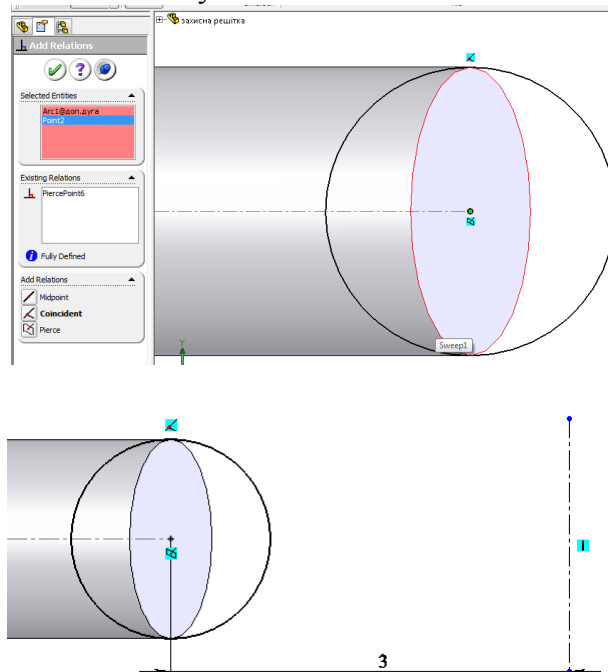 захисна решітка
Add Relations
Selected Entities
Arc1@доп.дуга
Point2
Existing Relations
PiercePoint6
Fully Defined
Add Relations
Midpoint
Coincident
Pierce
Y
Sweep1
3